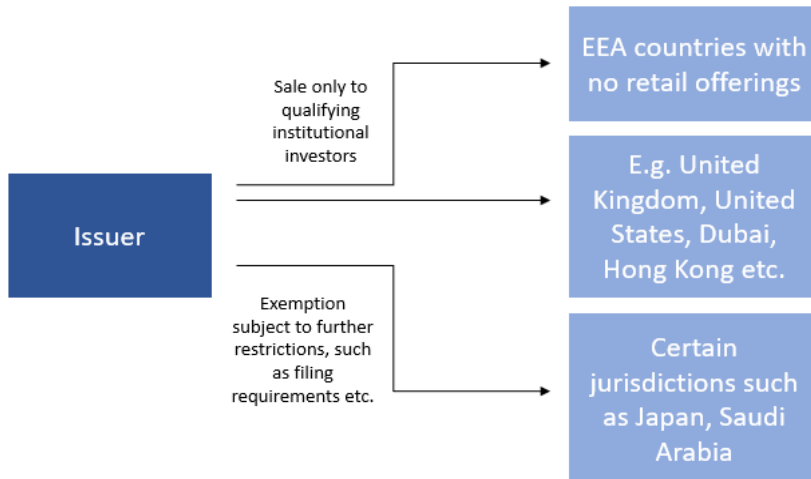 EEA countries with
no retail offerings
Sale only to
qualifying
institutional
investors
E.g. United
Kingdom, United
States, Dubai,
Hong Kong etc.
Issuer
Exemption
subject to further
restrictions, such
as filing
requirements etc.
Certain
jurisdictions such
as Japan, Saudi
Arabia